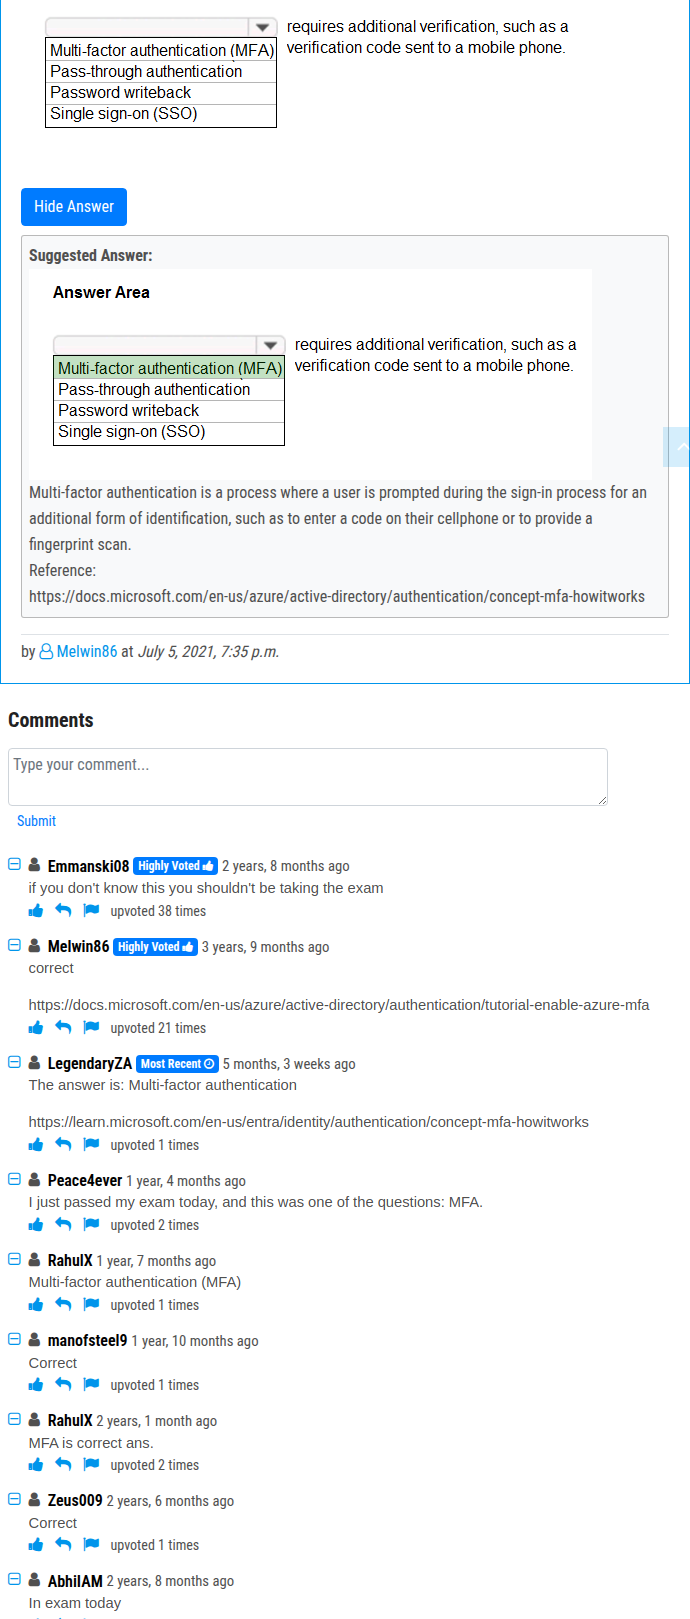 requires additional verification, such as a
Multi-factor authentication (MFA) verification code sent to a mobile phone.
Pass-through authentication
Password writeback
Single sign-on (SSO)
Hide Answer
Suggested Answer:
Answer Area
requires additional verification, such as a
Multi-factor authentication (MFA) verification code sent to a mobile phone.
Pass-through authentication
Password writeback
Single sign-on (SSO)
Multi-factor authentication is a process where a user is prompted during the sign-in process for an
additional form of identification, such as to enter a code on their cellphone or to provide a
fingerprint scan.
Reference:
https://docs.microsoft.com/en-us/azure/active-directory/authentication/concept-mfa-howitworks
by Melwin86 at July 5, 2021, 7:35 p.m.
Comments
Type your comment...
Submit
Emmanski08 Highly Voted 2 years, 8 months ago
if you don't know this you shouldn't be taking the exam
upvoted 38 times
Melwin86 Highly Voted 3 years, 9 months ago
correct
https://docs.microsoft.com/en-us/azure/active-directory/authentication/tutorial-enable-azure-mfa
upvoted 21 times
LegendaryZA Most Recent 5 months, 3 weeks ago
The answer is: Multi-factor authentication
https://learn.microsoft.com/en-us/entra/identity/authentication/concept-mfa-howitworks
upvoted 1 times
Peace4ever 1 year, 4 months ago
I just passed my exam today, and this was one of the questions: MFA.
upvoted 2 times
RahulX 1 year, 7 months ago
Multi-factor authentication (MFA)
upvoted 1 times
manofsteel9 1 year, 10 months ago
Correct
upvoted 1 times
RahulX 2 years, 1 month ago
MFA is correct ans.
upvoted 2 times
Zeus009 2 years, 6 months ago
Correct
upvoted 1 times
AbhilAM 2 years, 8 months ago
In exam today